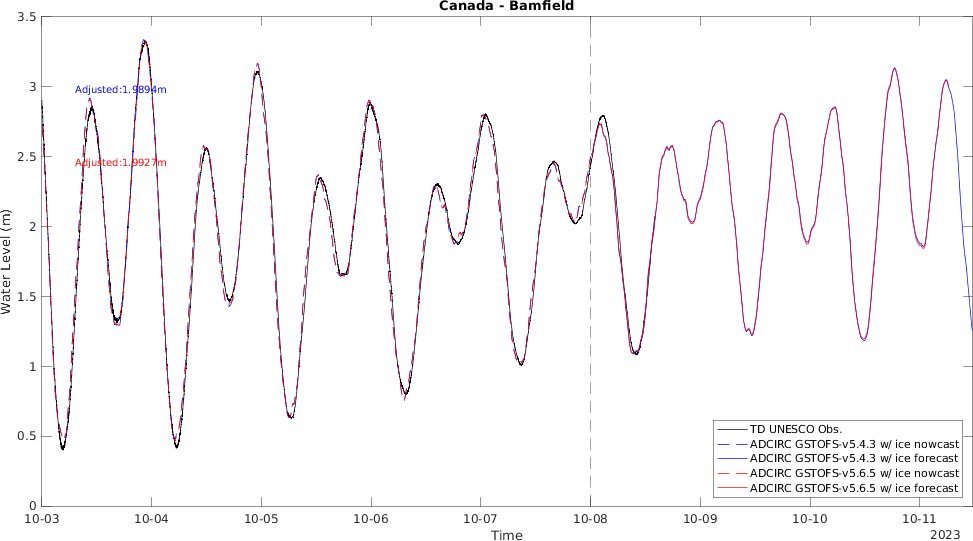 Canada - Bamfield
3.5
3
2.5
2
1.5
1
0.5
0
Water Level (m)
Adjusted:1.9894m
Adjusted:1.9927m
TD UNESCO Obs.
ADCIRC GSTOFS-v5.4.3 w/ ice nowcast
ADCIRC GSTOFS-v5.4.3 w/ ice forecast
ADCIRC GSTOFS-v5.6.5 w/ ice nowcast
ADCIRC GSTOFS-v5.6.5 w/ ice forecast
10-03 10-04 10-05 10-06 10-07 10-08 10-09 10-10 10-11
Time
2023